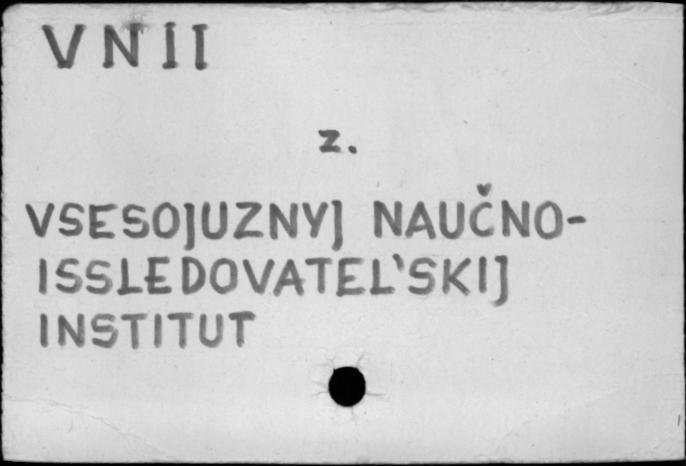 VNII
z.
VSESOJUZNYJ NAUČNO-
ISSLEDOVATEL'SKIJ
INSTITUT